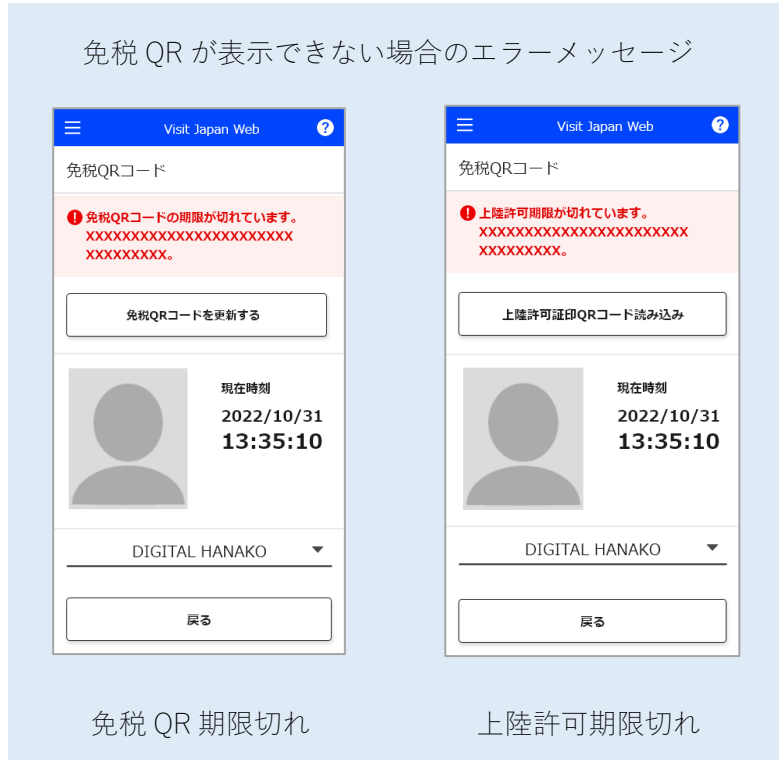 免税 QR が表示できない場合のエラーメッセージ
Visit Japan Web
?
免税QRコード
! 免税QRコードの期限が切れています。
XXXXXXXXXXXXXXXXXXXXXXX
XXXXXXXXX。
免税QRコードを更新する
現在時刻
2022/10/31
13:35:10
DIGITAL HANAKO
戻る
免税 QR 期限切れ
Visit Japan Web
?
免税QRコード
! 上陸許可期限が切れています。
XXXXXXXXXXXXXXXXXXXXXXX
XXXXXXXXX。
上陸許可証印QRコード読み込み
現在時刻
2022/10/31
13:35:10
DIGITAL HANAKO
戻る
上陸許可期限切れ